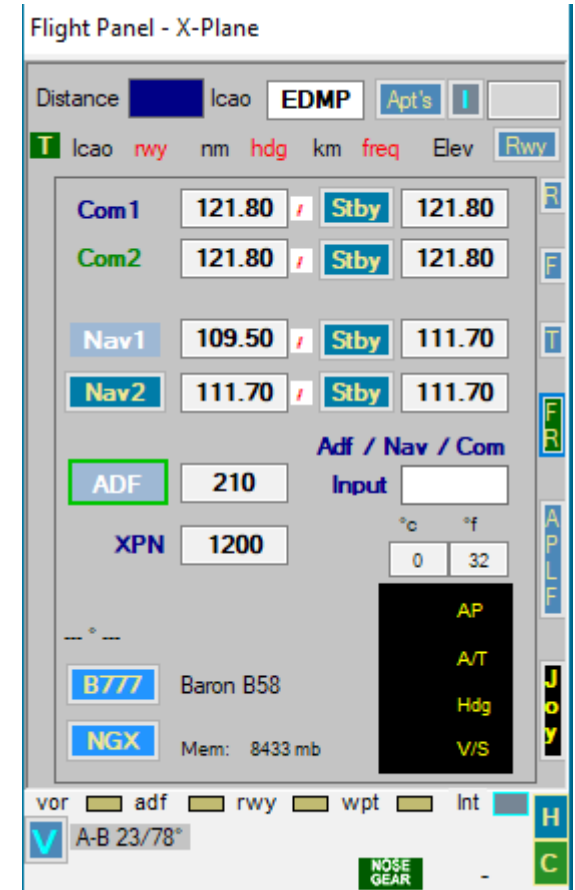 Flight Panel - X-Plane
Distance Icao EDMP Apt's I
T Icao rwy nm hdg km freq Elev Rwy
Com1 121.80 / Stby 121.80 R
Com2 121.80 / Stby 121.80 F
Nav1 109.50 / Stby 111.70 T
Nav2 111.70 / Stby 111.70
FR
Adf / Nav / Com
ADF 210 Input
°c °f
XPN 1200 0 32
APLF
AP
--- ° ---
A/T
B777 Baron B58
Joy
Hdg
NGX Mem: 8433 mb V/S
vor adf rwy wpt Int H
V A-B 23/78°
NOSE GEAR - C